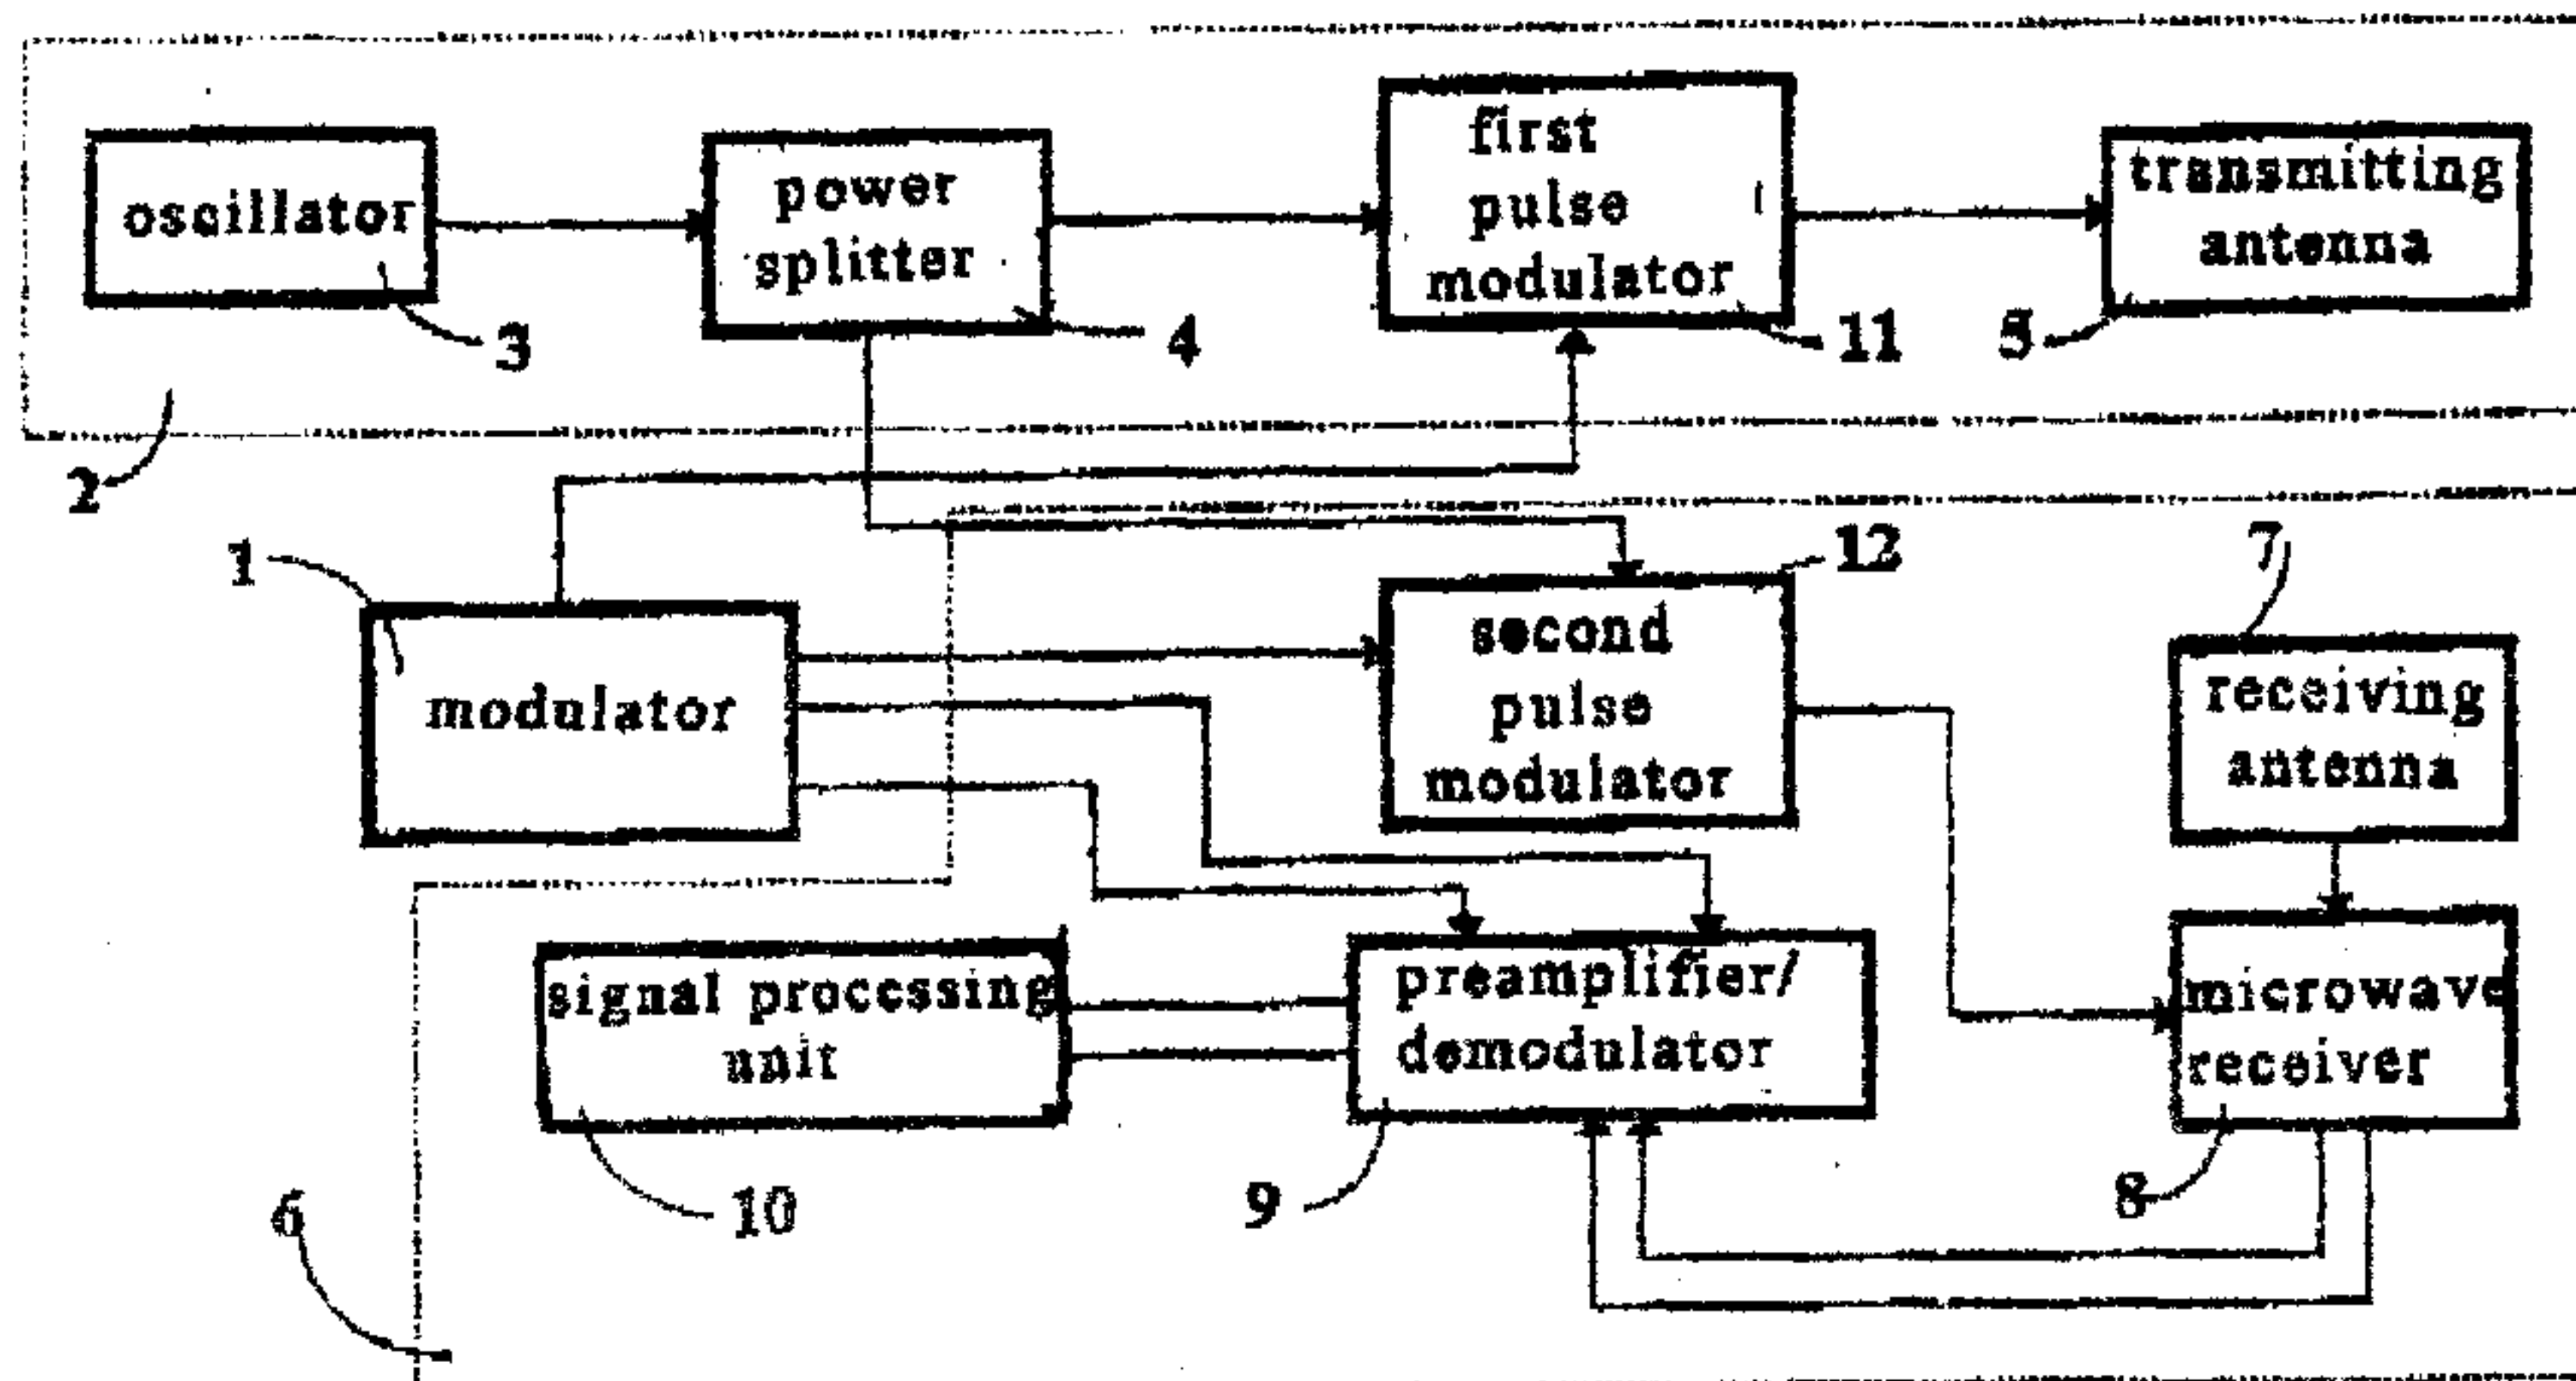 oscillator
3
power
splitter
4
first
pulse
modulator
11
transmitting
antenna
5
2
1
modulator
12
second
pulse
modulator
7
receiving
antenna
signal processing
unit
10
preamplifier/
demodulator
9
microwave
receiver
8
6